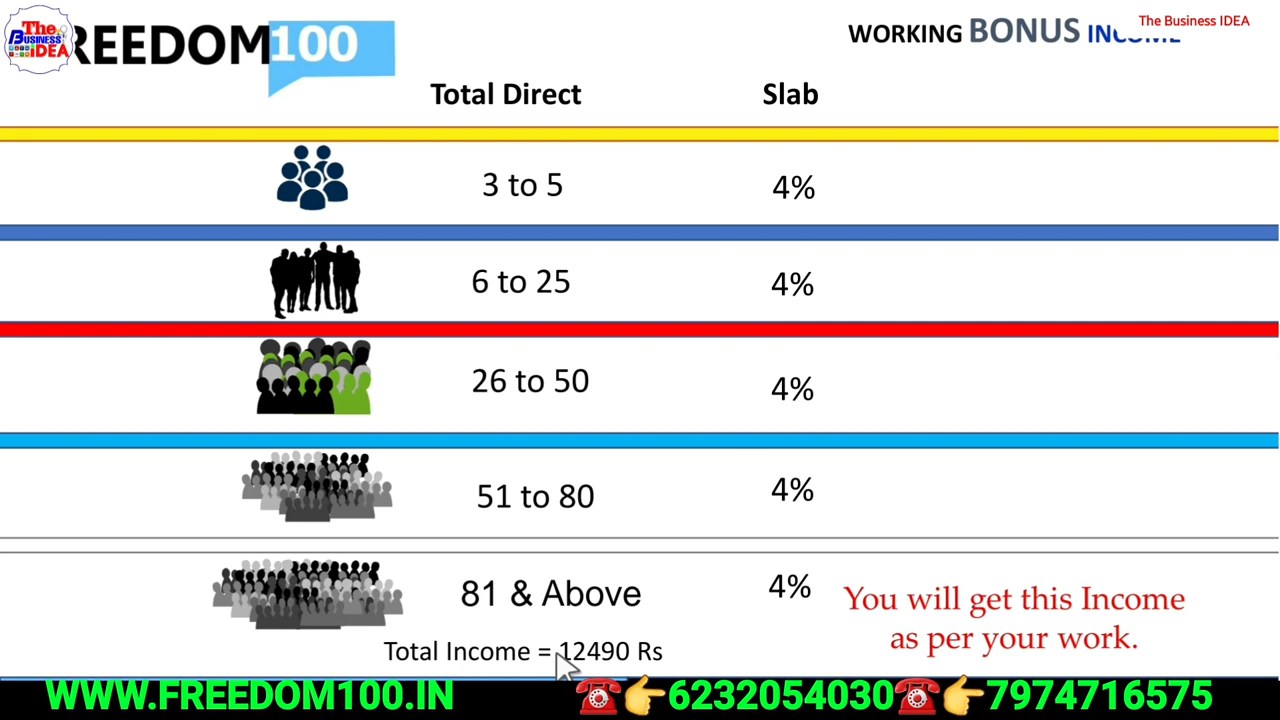 The
Business
iDEA
REEDOM100
WORKING BONUS INCOME
The Business IDEA
Total Direct Slab
3 to 5 4%
6 to 25 4%
26 to 50 4%
51 to 80 4%
81 & Above 4%
You will get this Income
as per your work.
Total Income = 12490 Rs
WWW.FREEDOM100.IN ☎️👉6232054030☎️👉7974716575